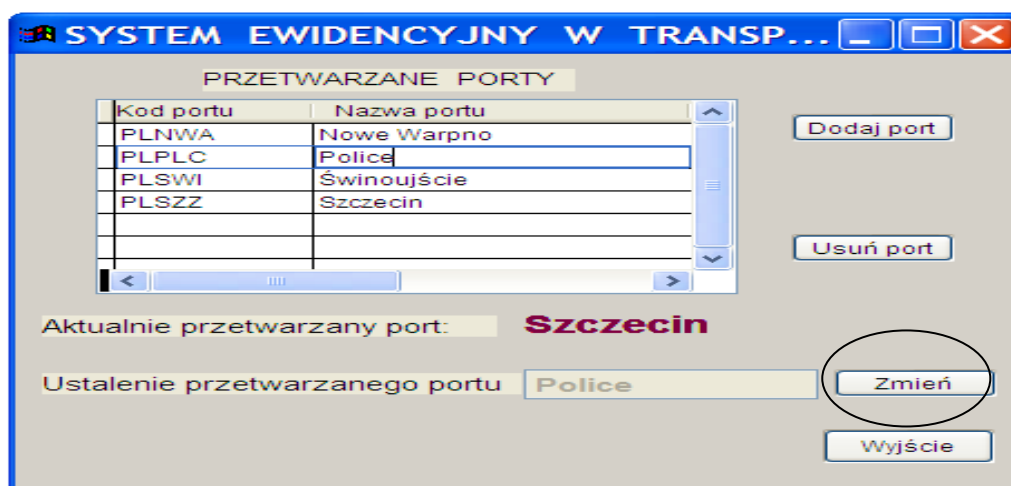 SYSTEM EWIDENCYJNY W TRANSP...
PRZETWARZANE PORTY
Kod portu Nazwa portu
PLNWA Nowe Warpno
PLPLC Police
PLSWI Świnoujście
PLSZZ Szczecin
Dodaj port
Usuń port
Aktualnie przetwarzany port: Szczecin
Ustalenie przetwarzanego portu Police Zmień
Wyjście